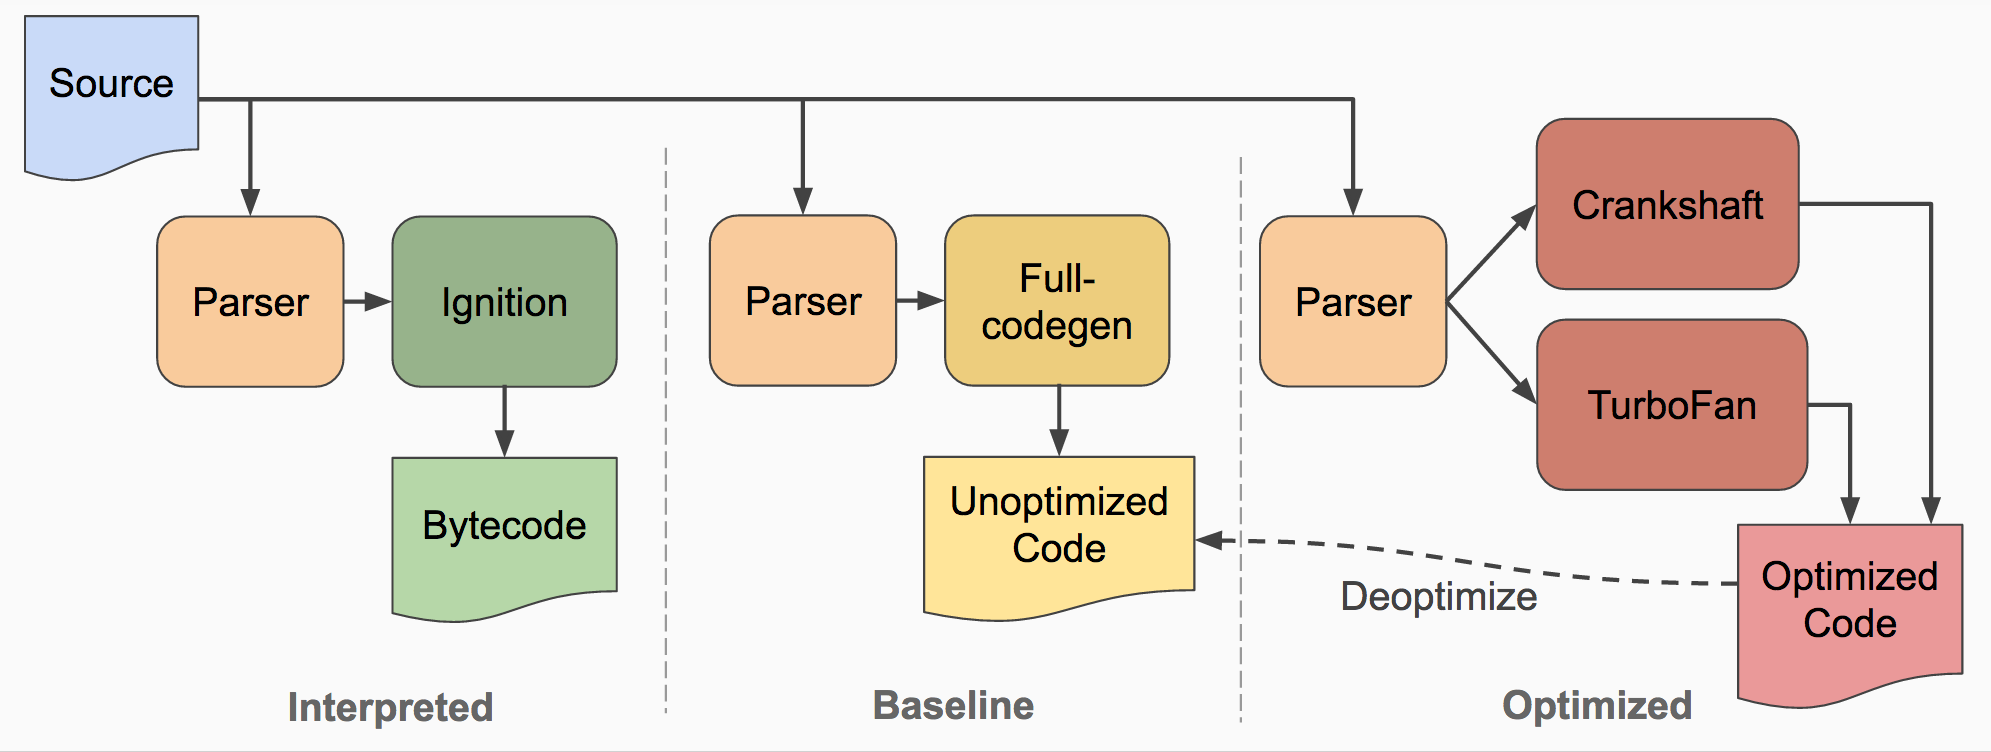 Source
Parser
Ignition
Bytecode
Interpreted
Parser
Full-
codegen
Unoptimized
Code
Baseline
Parser
Crankshaft
TurboFan
Deoptimize
Optimized
Code
Optimized